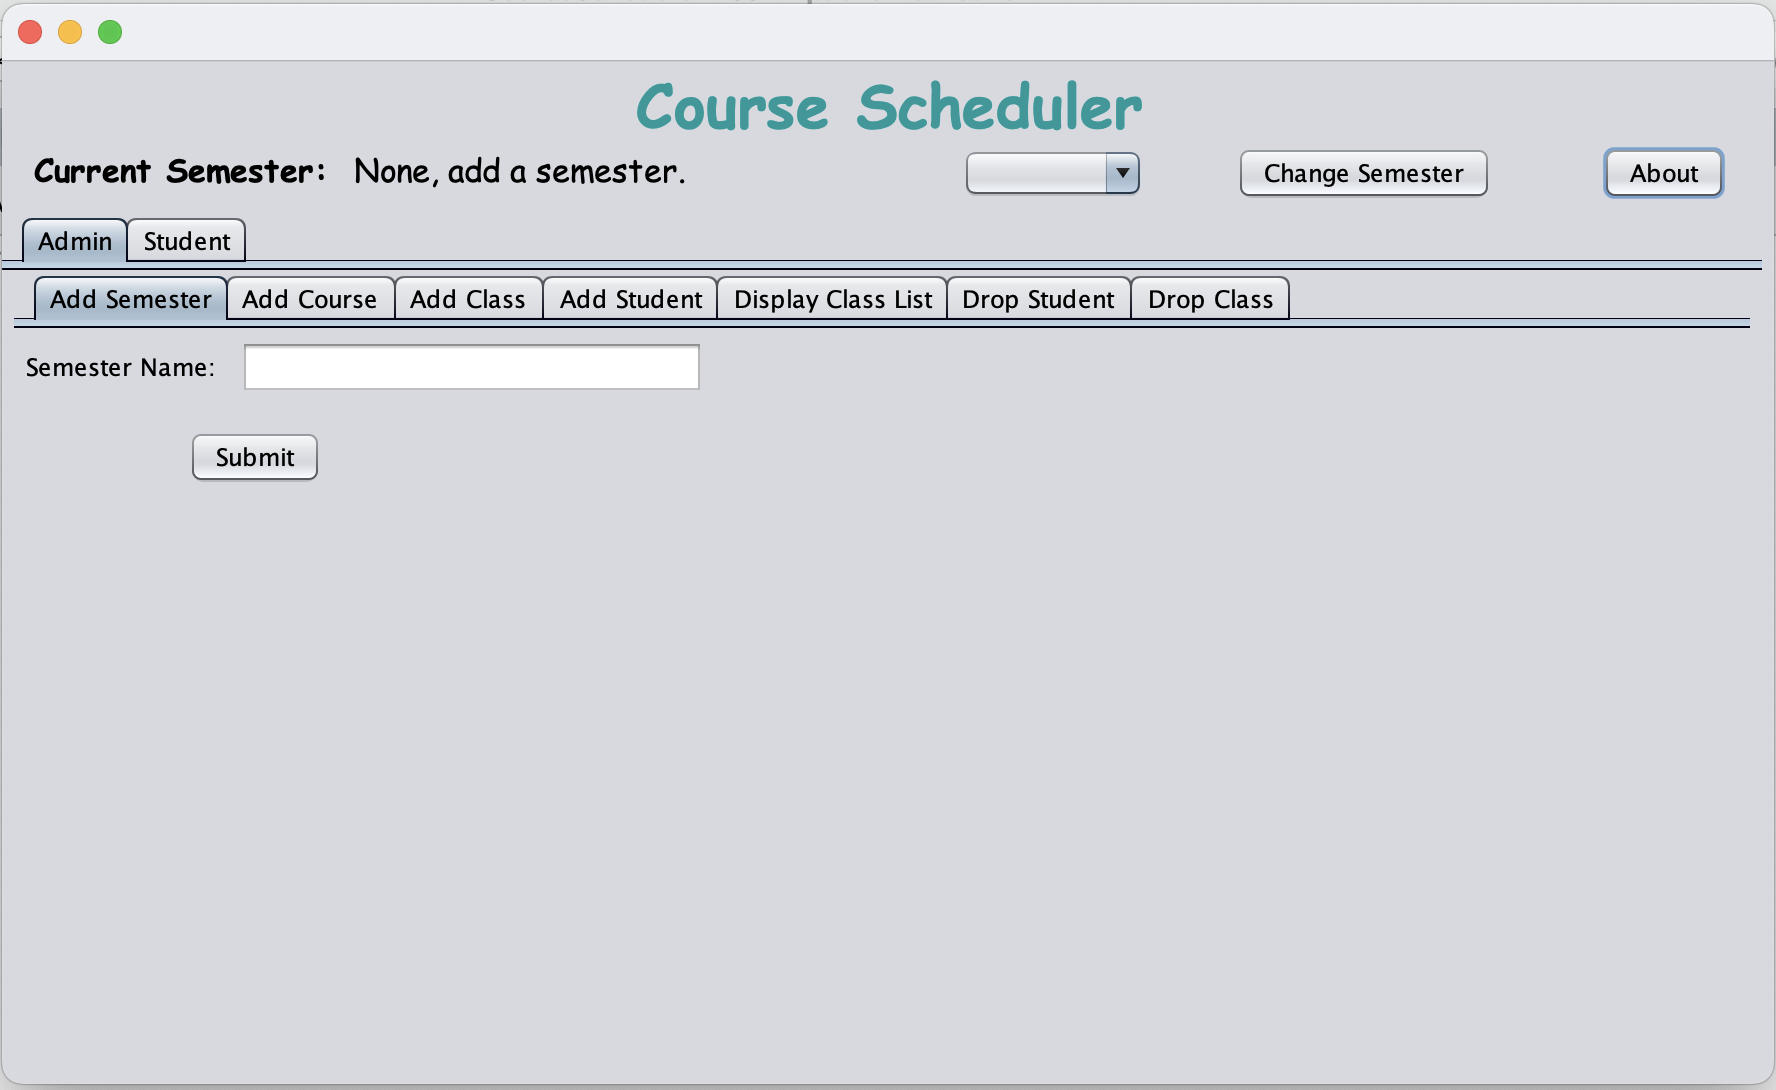 Course Scheduler
Current Semester: None, add a semester.
Change Semester
About
Admin
Student
Add Semester
Add Course
Add Class
Add Student
Display Class List
Drop Student
Drop Class
Semester Name:
Submit